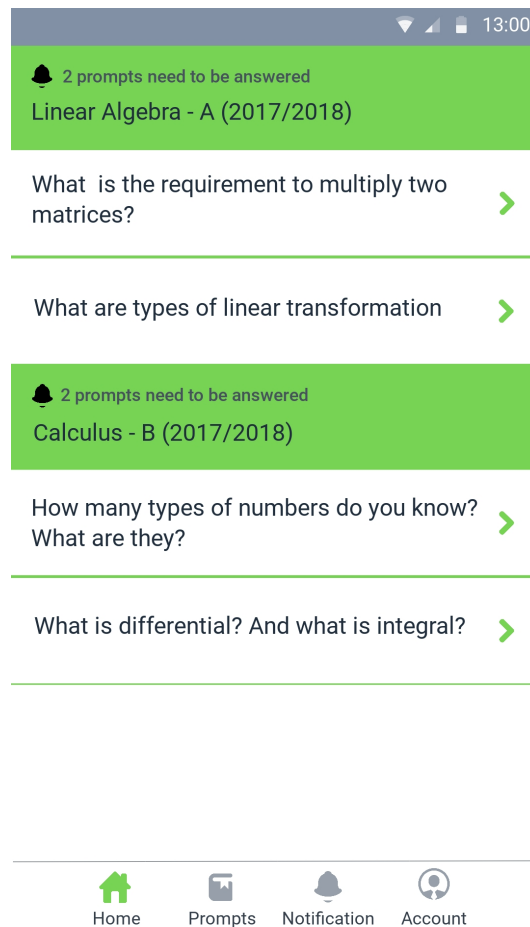 13:00
2 prompts need to be answered
Linear Algebra - A (2017/2018)
What is the requirement to multiply two
matrices?
What are types of linear transformation
2 prompts need to be answered
Calculus - B (2017/2018)
How many types of numbers do you know?
What are they?
What is differential? And what is integral?
Home Prompts Notification Account